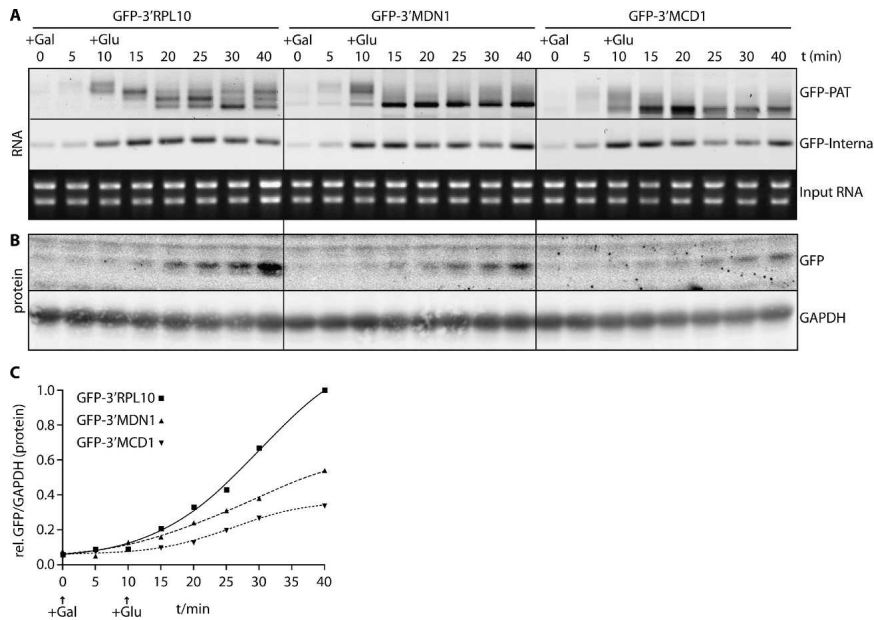 A GFP-3'RPL10 GFP-3'MDN1 GFP-3'MCD1
+Gal +Glu +Gal +Glu +Gal +Glu
0 5 10 15 20 25 30 40 0 5 10 15 20 25 30 40 0 5 10 15 20 25 30 40 t (min)
GFP-PAT
RNA
GFP-Interna
Input RNA
B
protein
GFP
GAPDH
C
GFP-3'RPL10
GFP-3'MDN1
GFP-3'MCD1
rel. GFP/GAPDH (protein)
1.0
0.8
0.6
0.4
0.2
0.0
0 5 10 15 20 25 30 35 40
+Gal +Glu t/min